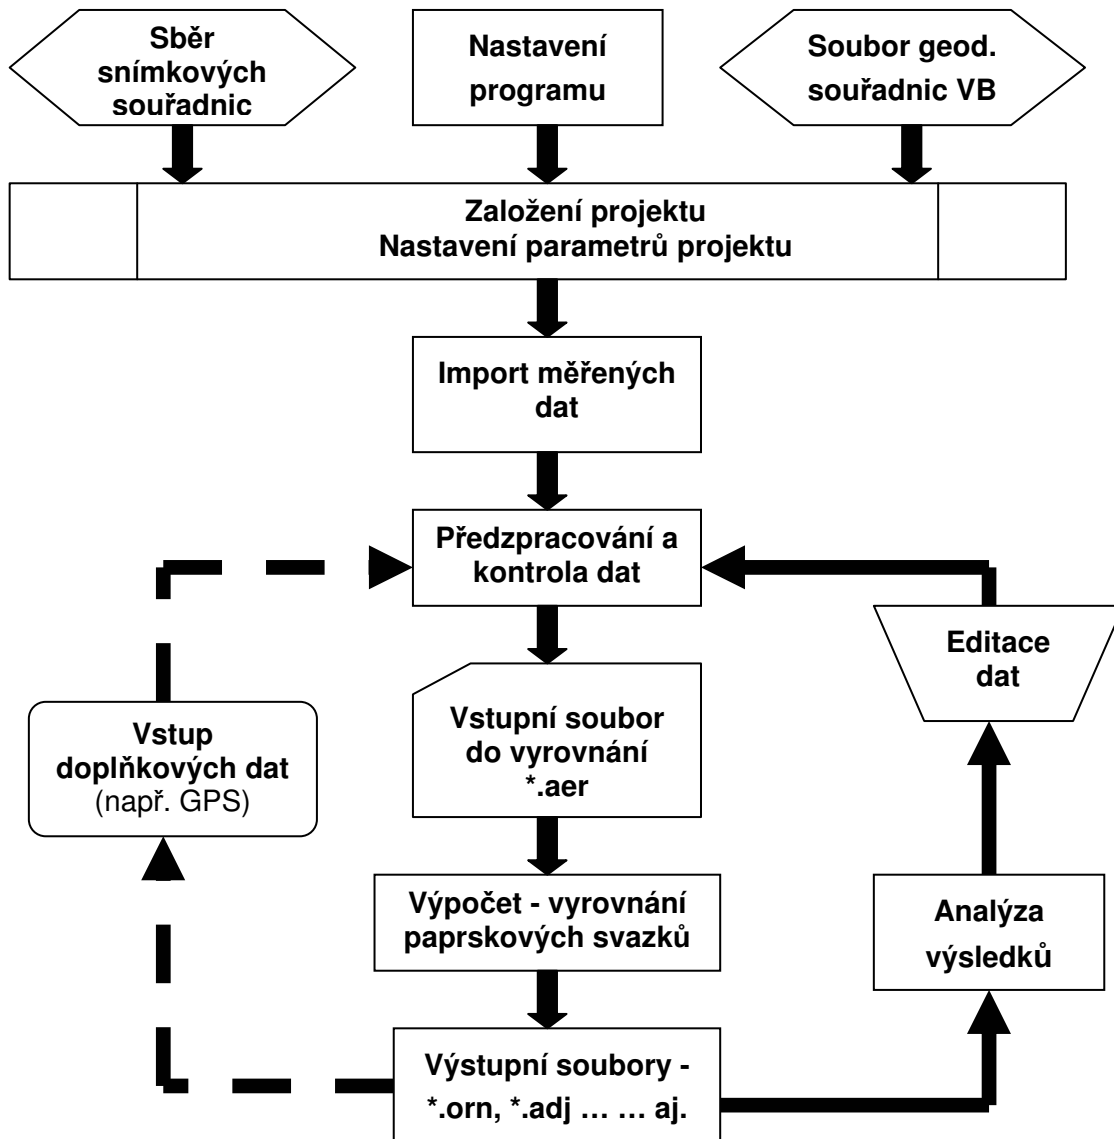 Sběr
snímkových
souřadnic
Nastavení
programu
Soubor geod.
souřadnic VB
Založení projektu
Nastavení parametrů projektu
Import měřených
dat
Předzpracování a
kontrola dat
Editace
dat
Vstup
doplňkových dat
(např. GPS)
Vstupní soubor
do vyrovnání
*.aer
Výpočet - vyrovnání
paprskových svazků
Analýza
výsledků
Výstupní soubory -
*.orn, *.adj … … aj.